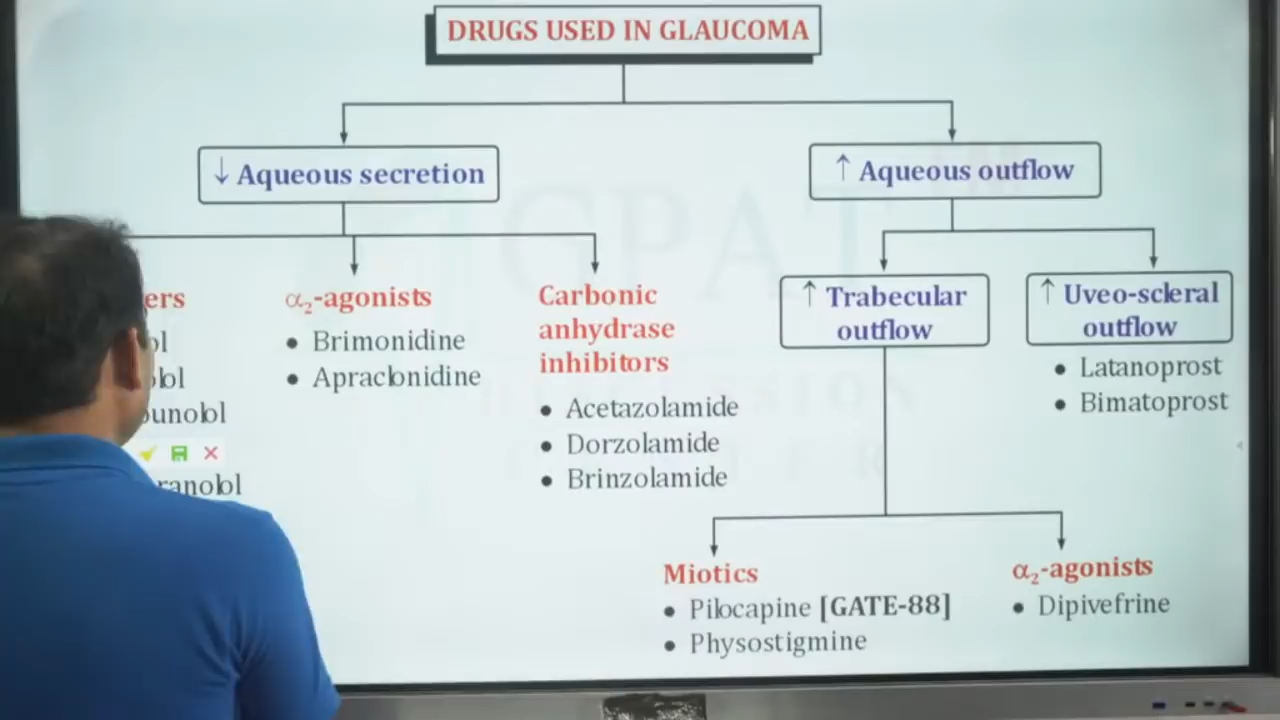 DRUGS USED IN GLAUCOMA
↓ Aqueous secretion
↑ Aqueous outflow
α₂-agonists
• Brimonidine
• Apraclonidine
Carbonic
anhydrase
inhibitors
• Acetazolamide
• Dorzolamide
• Brinzolamide
↑ Trabecular
outflow
↑ Uveo-scleral
outflow
• Latanoprost
• Bimatoprost
Miotics
• Pilocapine [GATE-88]
• Physostigmine
α₂-agonists
• Dipivefrine
GPAT